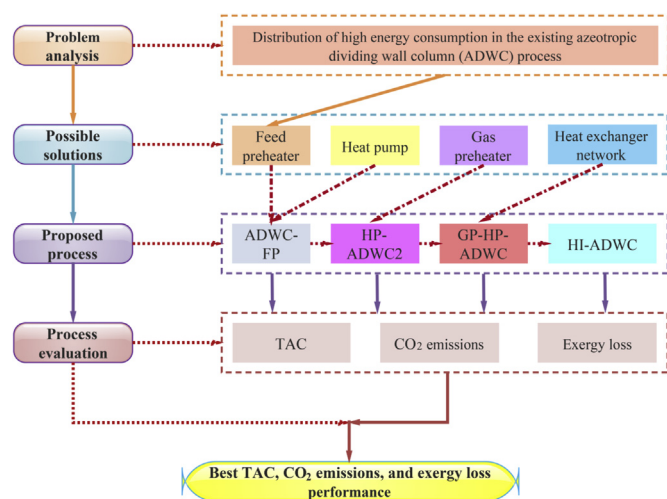 Problem
analysis
Distribution of high energy consumption in the existing azeotropic
dividing wall column (ADWC) process
Possible
solutions
Feed
preheater
Heat pump
Gas
preheater
Heat exchanger
network
Proposed
process
ADWC-
FP
HP-
ADWC2
GP-HP-
ADWC
HI-ADWC
Process
evaluation
TAC
CO₂ emissions
Exergy loss
Best TAC, CO₂ emissions, and exergy loss
performance